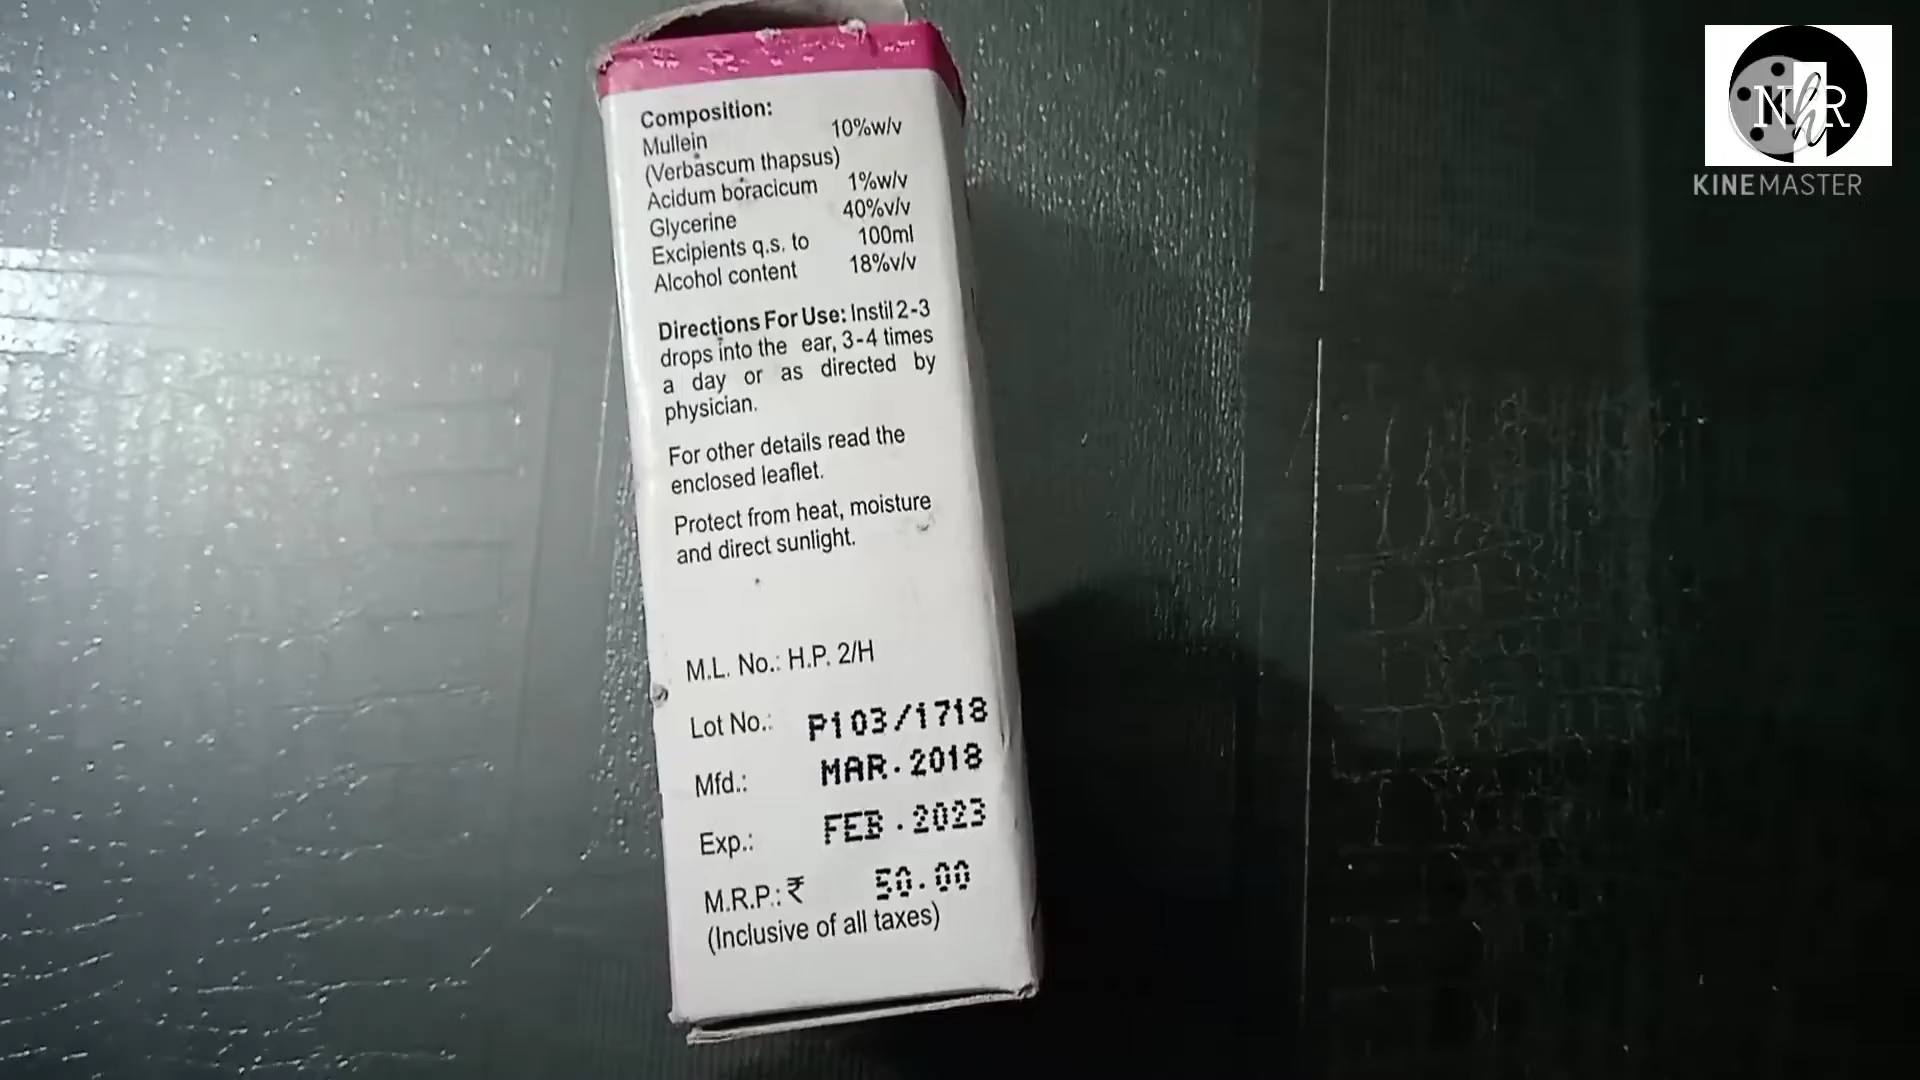 Composition:
Mullein 10%w/v
(Verbascum thapsus)
Acidum boracicum 1%w/v
Glycerine 40%v/v
Excipients q.s. to 100ml
Alcohol content 18%v/v
Directions For Use: Instil 2-3
drops into the ear, 3-4 times
a day or as directed by
physician.
For other details read the
enclosed leaflet.
Protect from heat, moisture
and direct sunlight.
M.L. No.: H.P. 2/H
Lot No.: P103/1718
Mfd.: MAR.2018
Exp.: FEB.2023
M.R.P.: ₹ 50.00
(Inclusive of all taxes)
NhR
KINEMASTER